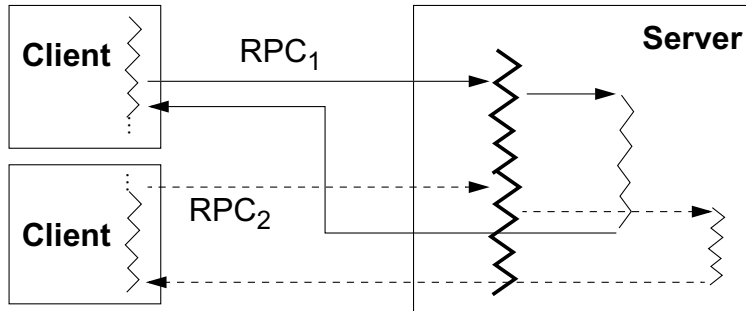 Client
RPC₁
Server
Client
RPC₂